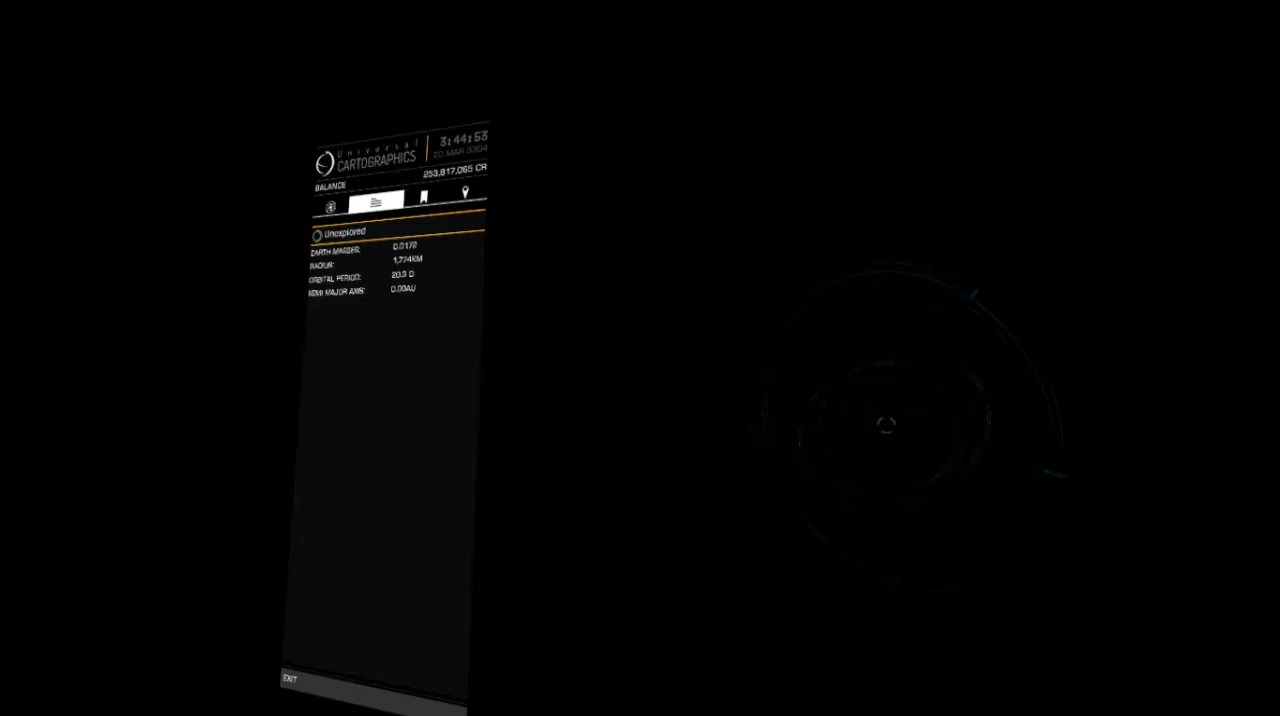 Universal
CARTOGRAPHICS
3:44:53
20 MAR 3304
BALANCE 253,817,065 CR
Unexplored
EARTH MASSES: 0.0172
RADIUS: 1,774KM
ORBITAL PERIOD: 20.3 D
SEMI MAJOR AXIS: 0.00AU
EXIT